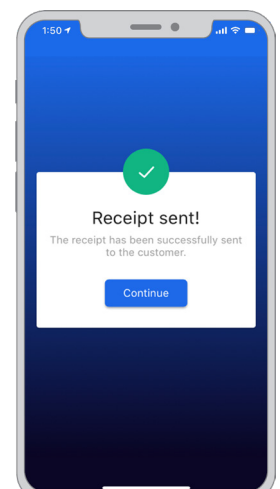 1:50
Receipt sent!
The receipt has been successfully sent
to the customer.
Continue